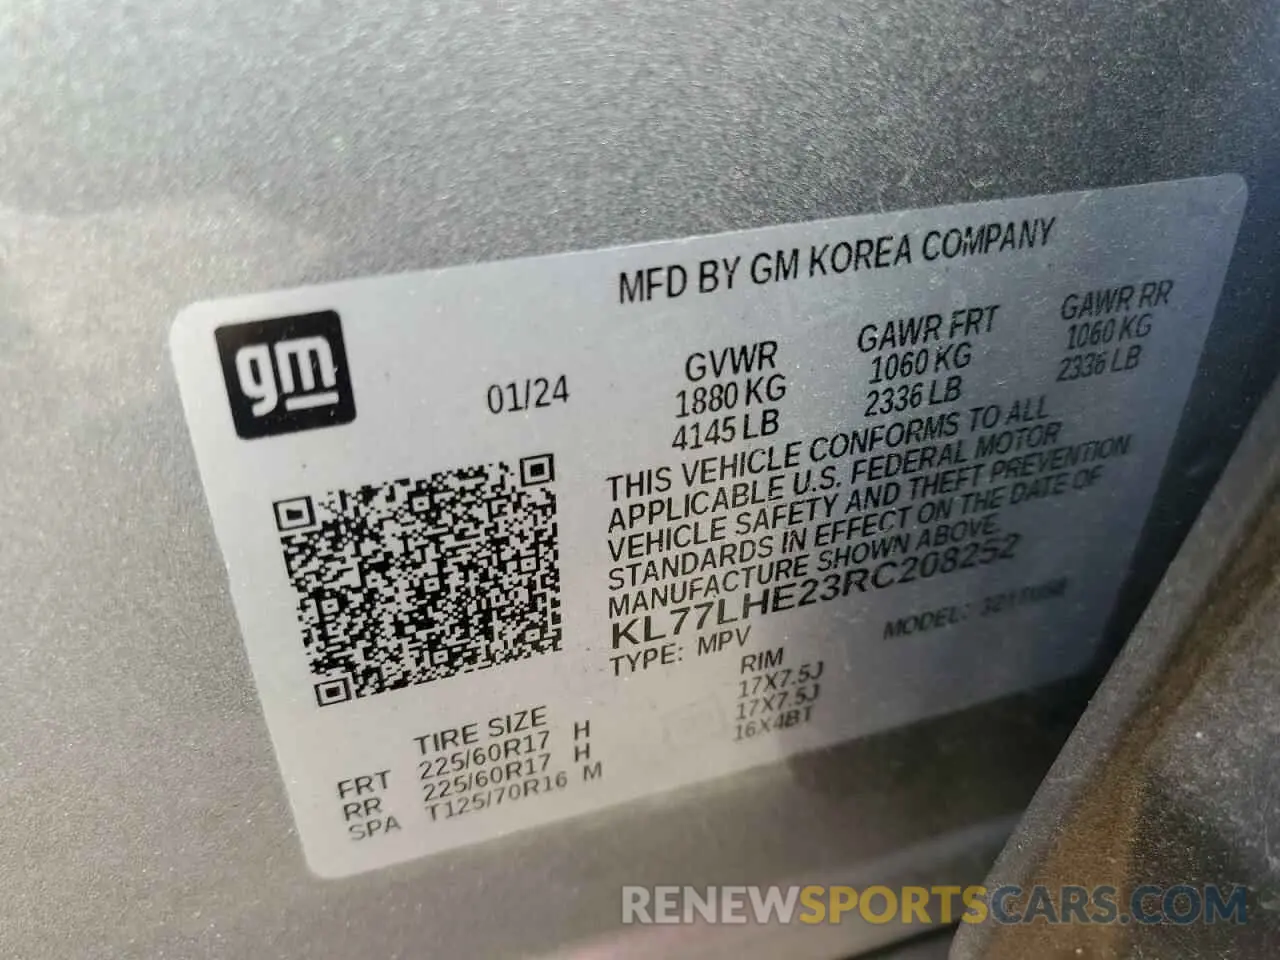 MFD BY GM KOREA COMPANY
gm
01/24
GVWR GAWR FRT GAWR RR
1880 KG 1060 KG 1060 KG
4145 LB 2336 LB 2336 LB
THIS VEHICLE CONFORMS TO ALL
APPLICABLE U.S. FEDERAL MOTOR
VEHICLE SAFETY AND THEFT PREVENTION
STANDARDS IN EFFECT ON THE DATE OF
MANUFACTURE SHOWN ABOVE.
KL77LHE23RC208252
TYPE: MPV MODEL:
TIRE SIZE RIM
FRT 225/60R17 H 17X7.5J
RR 225/60R17 H 17X7.5J
SPA T125/70R16 M 16X4BT
RENEWSPORTSCARS.COM